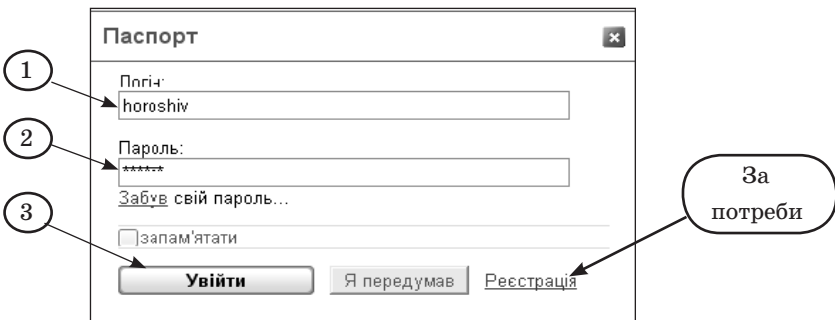 Паспорт
1
Логін:
horoshiv
2
Пароль:
******
Забув свій пароль...
За
потреби
3
запам'ятати
Увійти
Я передумав
Реєстрація